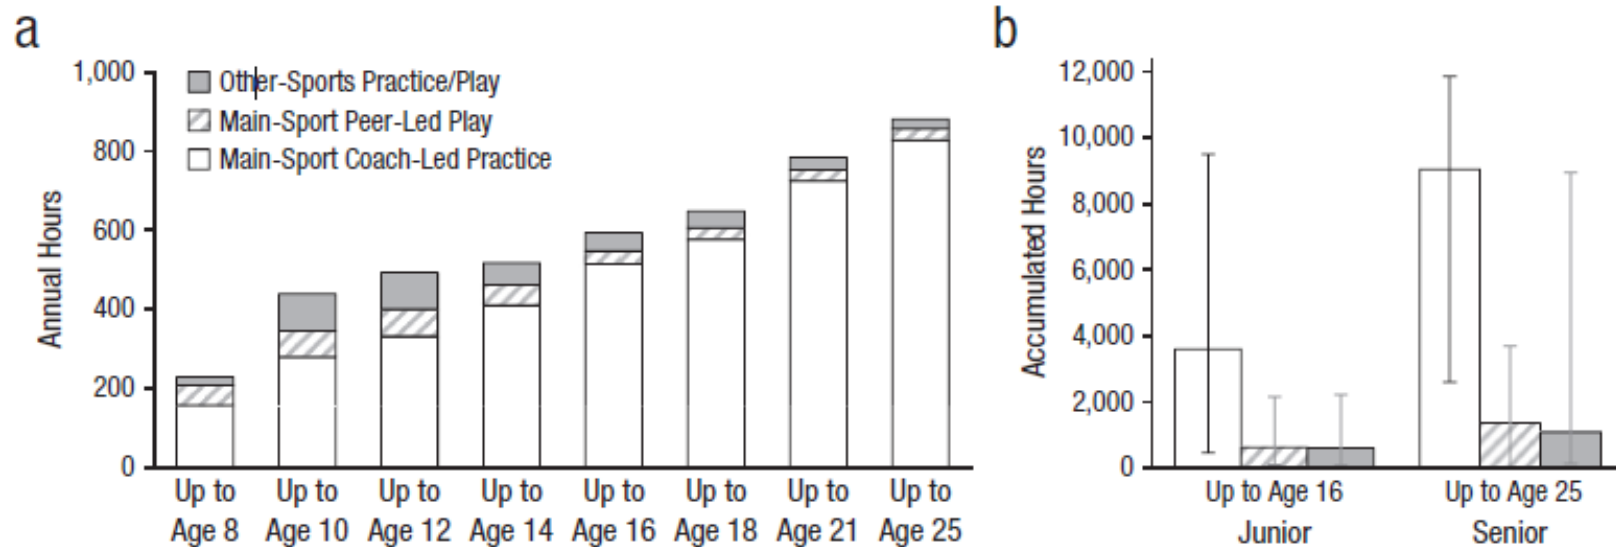 a
1,000
800
600
400
200
0
Annual Hours
Other-Sports Practice/Play
Main-Sport Peer-Led Play
Main-Sport Coach-Led Practice
Up to Age 8
Up to Age 10
Up to Age 12
Up to Age 14
Up to Age 16
Up to Age 18
Up to Age 21
Up to Age 25
b
12,000
10,000
8,000
6,000
4,000
2,000
0
Accumulated Hours
Up to Age 16
Junior
Up to Age 25
Senior